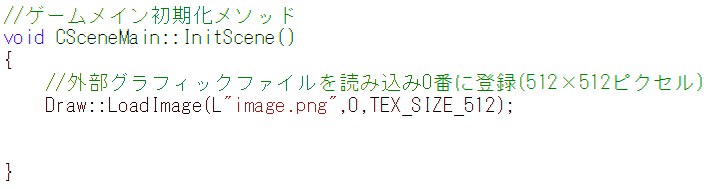 //ゲームメイン初期化メソッド
void CSceneMain::InitScene()
{
//外部グラフィックファイルを読み込み0番に登録(512×512ピクセル)
Draw::LoadImage(L"image.png",0,TEX_SIZE_512);
}